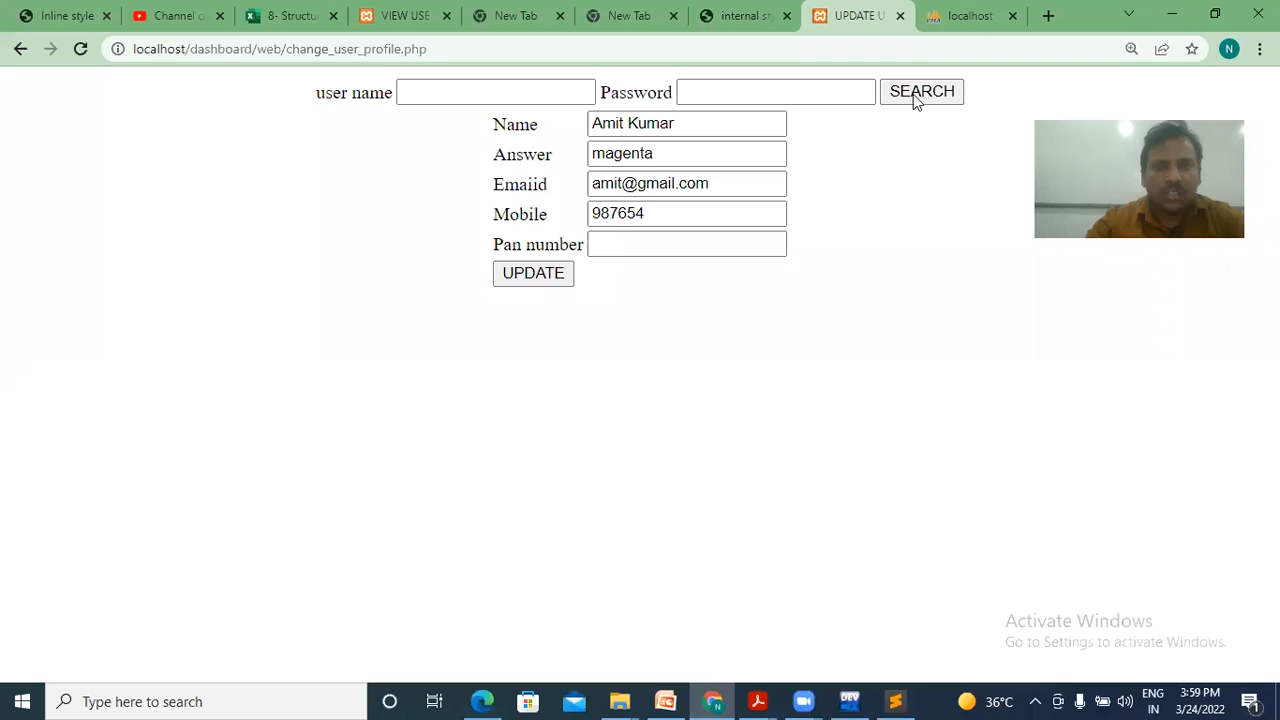 Inline style
Channel c
8- Structu
VIEW USE
New Tab
New Tab
internal st
UPDATE U
localhost
localhost/dashboard/web/change_user_profile.php
N
user name Password SEARCH
Name Amit Kumar
Answer magenta
Emaiid amit@gmail.com
Mobile 987654
Pan number
UPDATE
Activate Windows
Go to Settings to activate Windows.
Type here to search
DEV
36°C
ENG
IN
3:59 PM
3/24/2022
1